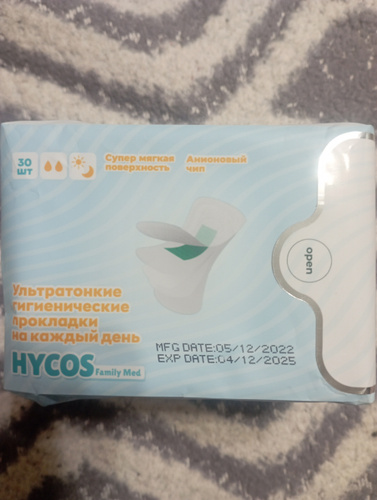 30
шт
Супер мягкая
поверхность
Анионовый
чип
open
Ультратонкие
гигиенические
прокладки
на каждый день
MFG DATE:05/12/2022
EXP DATE:04/12/2025
HYCOS Family Med